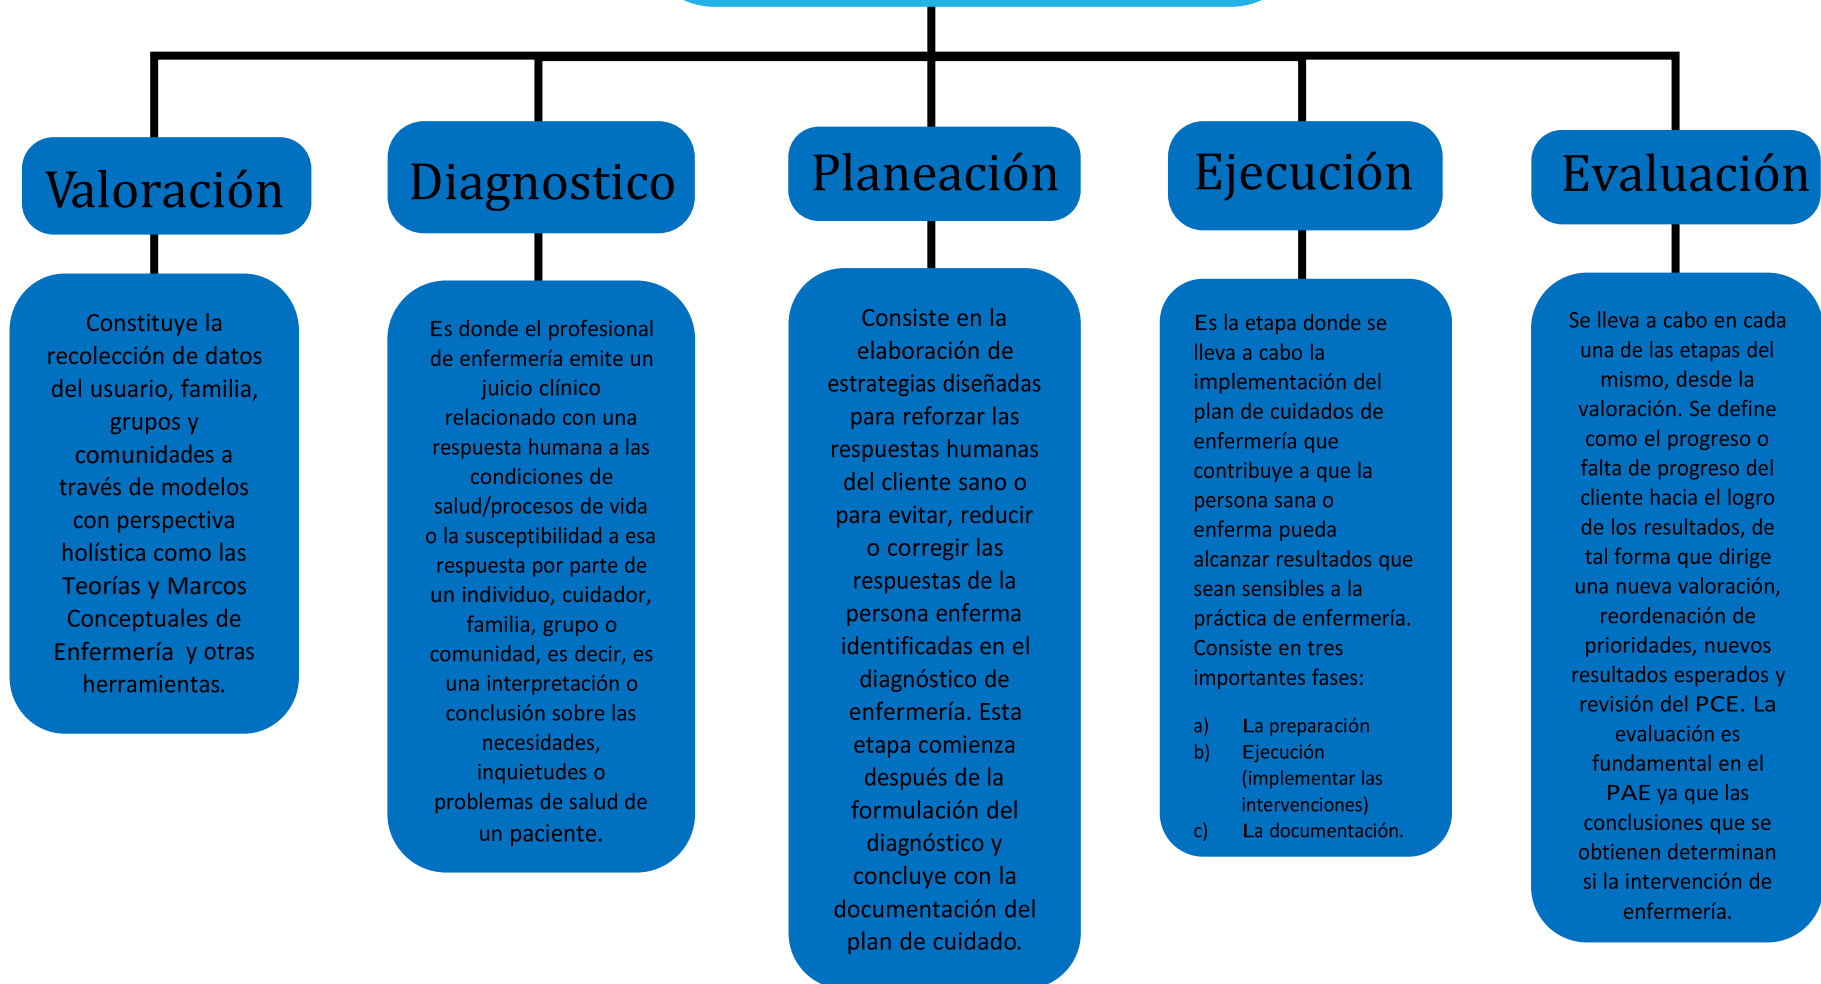 Valoración
Constituye la
recolección de datos
del usuario, familia,
grupos y
comunidades a
través de modelos
con perspectiva
holística como las
Teorías y Marcos
Conceptuales de
Enfermería y otras
herramientas.
Diagnostico
Es donde el profesional
de enfermería emite un
juicio clínico
relacionado con una
respuesta humana a las
condiciones de
salud/procesos de vida
o la susceptibilidad a esa
respuesta por parte de
un individuo, cuidador,
familia, grupo o
comunidad, es decir, es
una interpretación o
conclusión sobre las
necesidades,
inquietudes o
problemas de salud de
un paciente.
Planeación
Consiste en la
elaboración de
estrategias diseñadas
para reforzar las
respuestas humanas
del cliente sano o
para evitar, reducir
o corregir las
respuestas de la
persona enferma
identificadas en el
diagnóstico de
enfermería. Esta
etapa comienza
después de la
formulación del
diagnóstico y
concluye con la
documentación del
plan de cuidado.
Ejecución
Es la etapa donde se
lleva a cabo la
implementación del
plan de cuidados de
enfermería que
contribuye a que la
persona sana o
enferma pueda
alcanzar resultados que
sean sensibles a la
práctica de enfermería.
Consiste en tres
importantes fases:
a) La preparación
b) Ejecución
(implementar las
intervenciones)
c) La documentación.
Evaluación
Se lleva a cabo en cada
una de las etapas del
mismo, desde la
valoración. Se define
como el progreso o
falta de progreso del
cliente hacia el logro
de los resultados, de
tal forma que dirige
una nueva valoración,
reordenación de
prioridades, nuevos
resultados esperados y
revisión del PCE. La
evaluación es
fundamental en el
PAE ya que las
conclusiones que se
obtienen determinan
si la intervención de
enfermería.